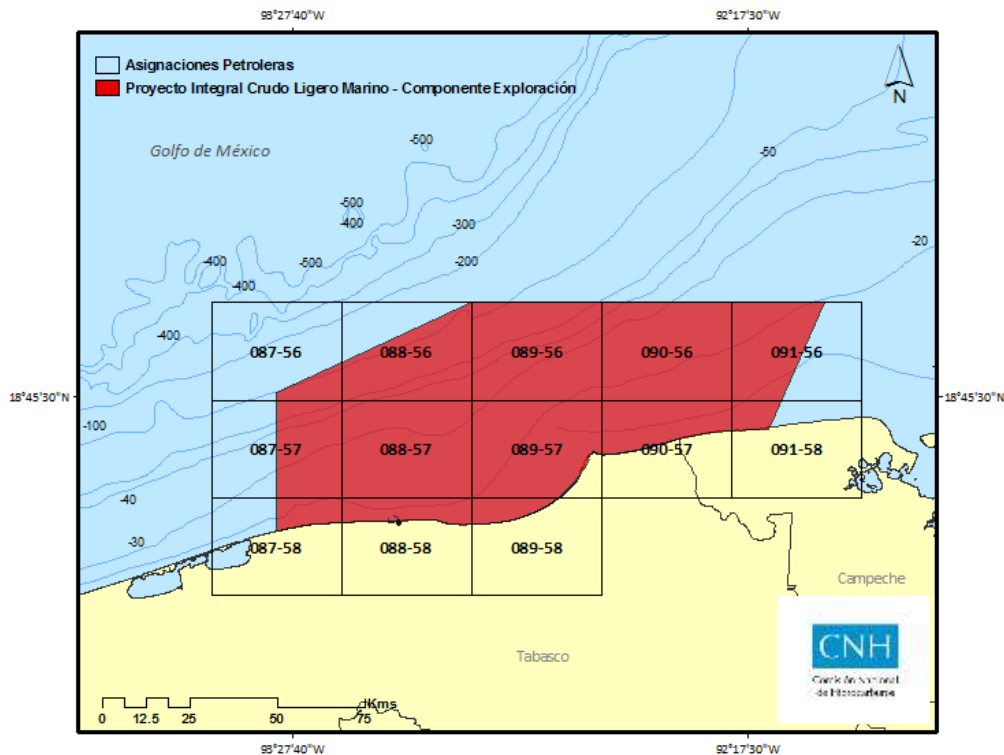 93°27'40"W 92°17'30"W
Asignaciones Petroleras
Proyecto Integral Crudo Ligero Marino - Componente Exploración
N
Golfo de México
-500
-50
-500
-400
-300
-20
-400
-500
-200
-400
-400
087-56 088-56 089-56 090-56 091-56
18°45'30"N 18°45'30"N
-100
087-57 088-57 089-57 090-57 091-58
-40
-30
087-58 088-58 089-58
Campeche
Tabasco
CNH
Comisión Nacional
de Hidrocarburos
Kms
0 12.5 25 50 75
93°27'40"W 92°17'30"W